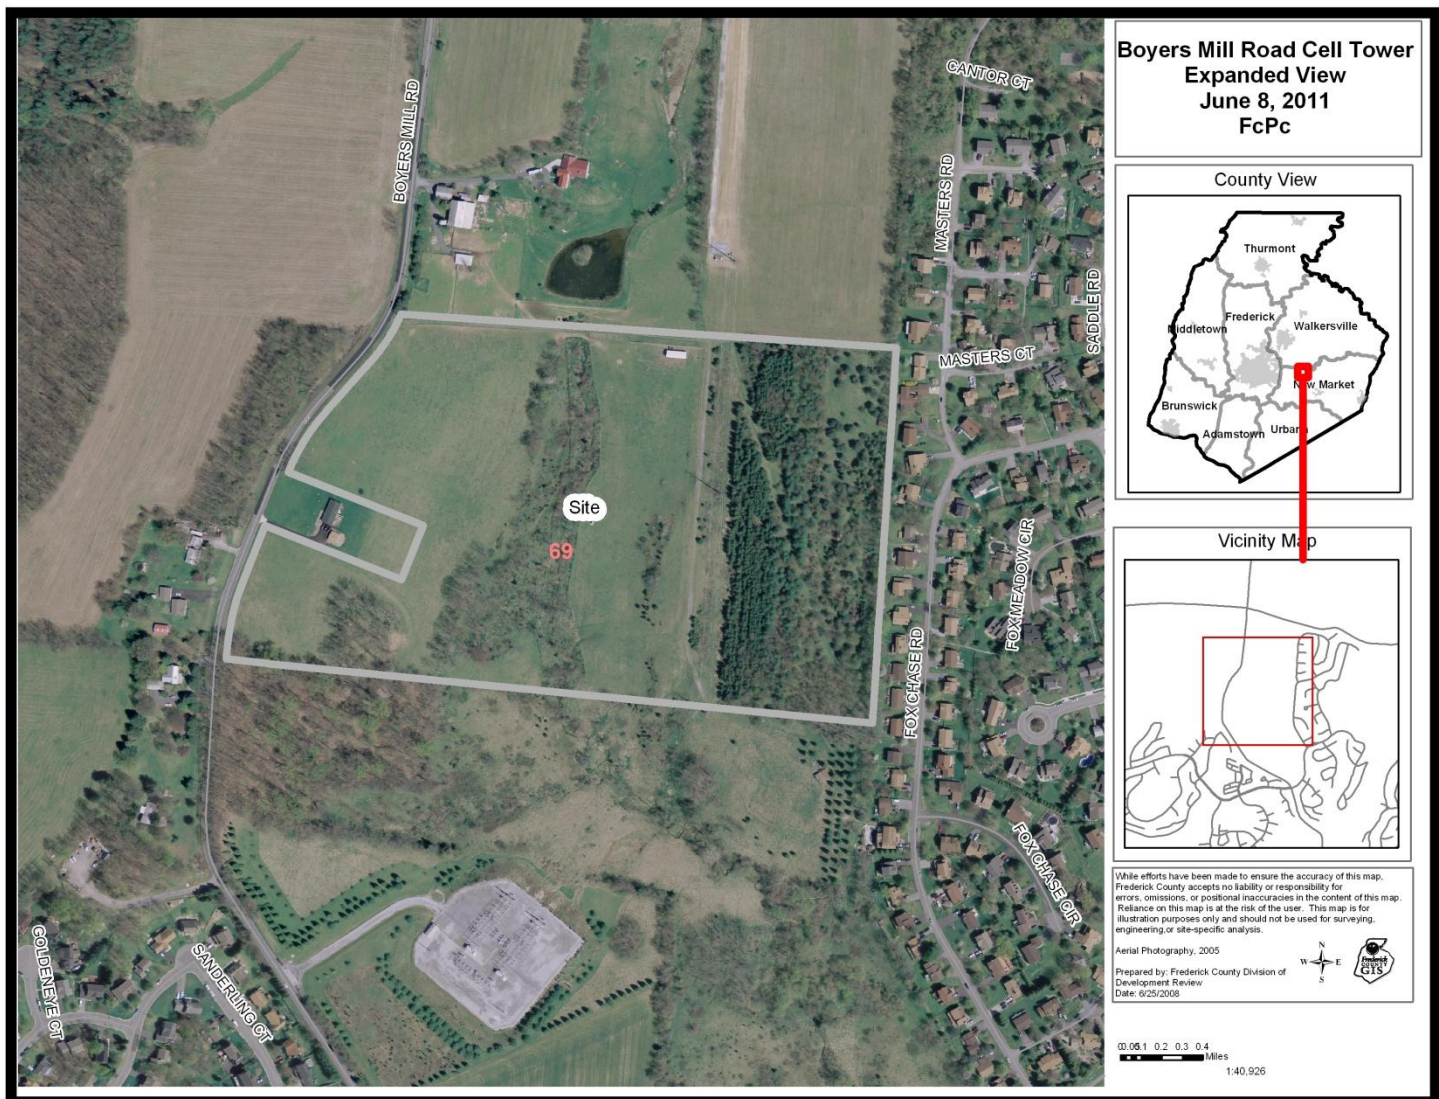 Boyers Mill Road Cell Tower
Expanded View
June 8, 2011
FcPc
CANTOR CT
BOYERS MILL RD
MASTERS RD
SADDLE RD
MASTERS CT
Site
69
FOX MEADOW CIR
FOX CHASE RD
FOX CHASE CIR
GOLDENEYE CT
SANDERLING CT
County View
Thurmont
Frederick
Middletown
Walkersville
New Market
Brunswick
Urbana
Adamstown
Vicinity Map
While efforts have been made to ensure the accuracy of this map,
Frederick County accepts no liability or responsibility for
errors, omissions, or positional inaccuracies in the content of this map.
Reliance on this map is at the risk of the user. This map is for
illustration purposes only and should not be used for surveying,
engineering,or site-specific analysis.
Aerial Photography, 2005
Prepared by: Frederick County Division of
Development Review
Date: 6/25/2008
N
W E
S
Frederick
COUNTY
GIS
0 0.05 0.1 0.2 0.3 0.4
Miles
1:40,926